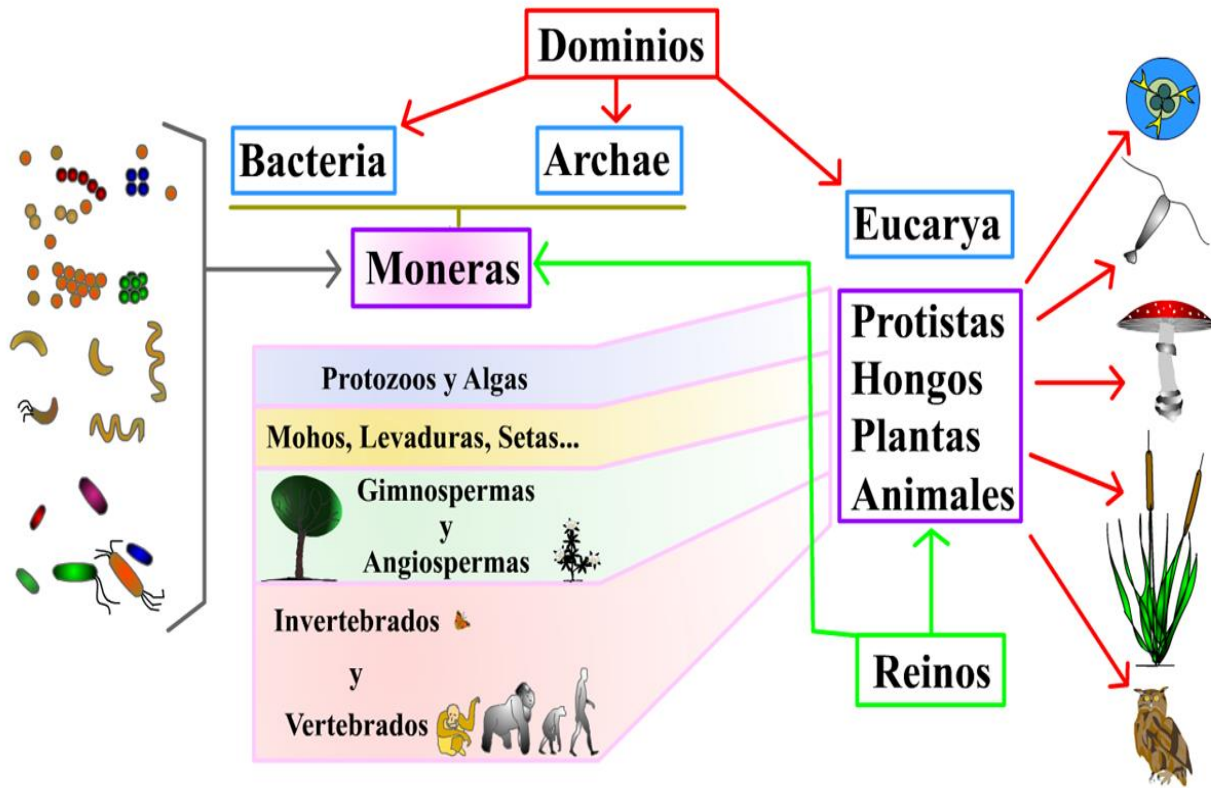 Dominios
Bacteria
Archae
Eucarya
Moneras
Protistas
Hongos
Plantas
Animales
Protozoos y Algas
Mohos, Levaduras, Setas...
Gimnospermas
y
Angiospermas
Invertebrados
y
Vertebrados
Reinos